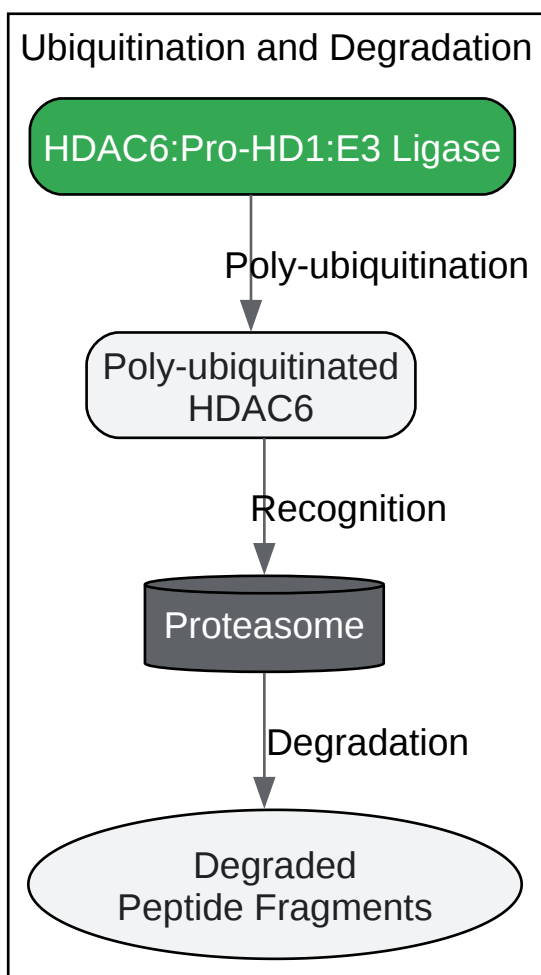 Ubiquitination and Degradation
HDAC6:Pro-HD1:E3 Ligase
Poly-ubiquitination
Poly-ubiquitinated
HDAC6
Recognition
Proteasome
Degradation
Degraded
Peptide Fragments